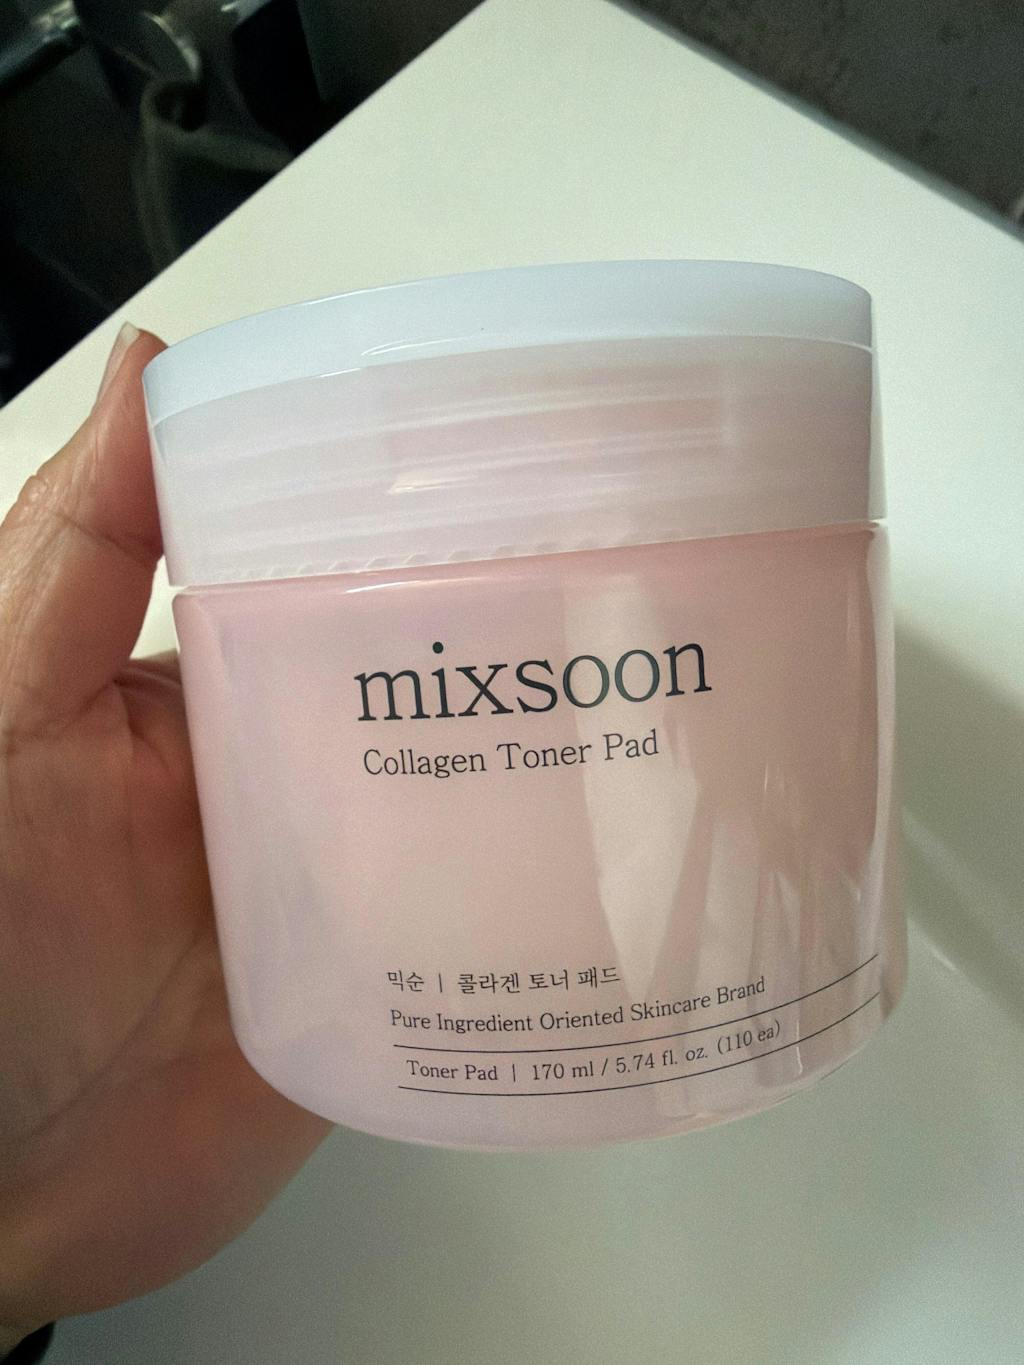 mixsoon
Collagen Toner Pad
믹순 | 콜라겐 토너 패드
Pure Ingredient Oriented Skincare Brand
Toner Pad | 170 ml / 5.74 fl. oz. (110 ea)